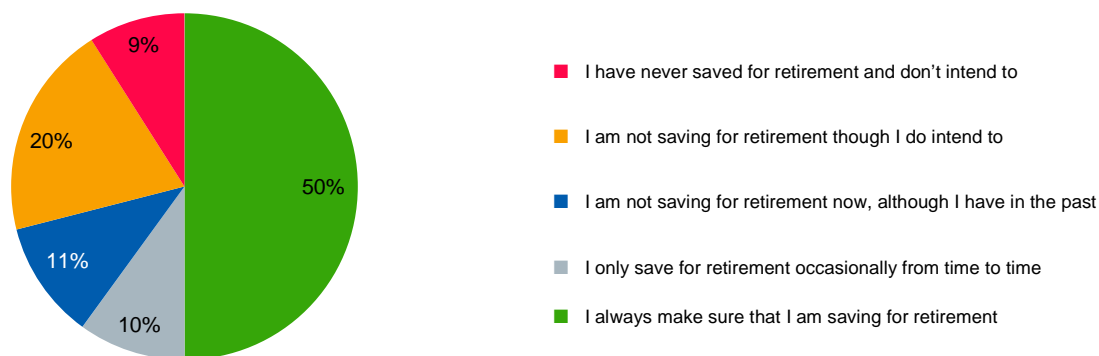 9%
20%
50%
11%
10%
I have never saved for retirement and don’t intend to
I am not saving for retirement though I do intend to
I am not saving for retirement now, although I have in the past
I only save for retirement occasionally from time to time
I always make sure that I am saving for retirement